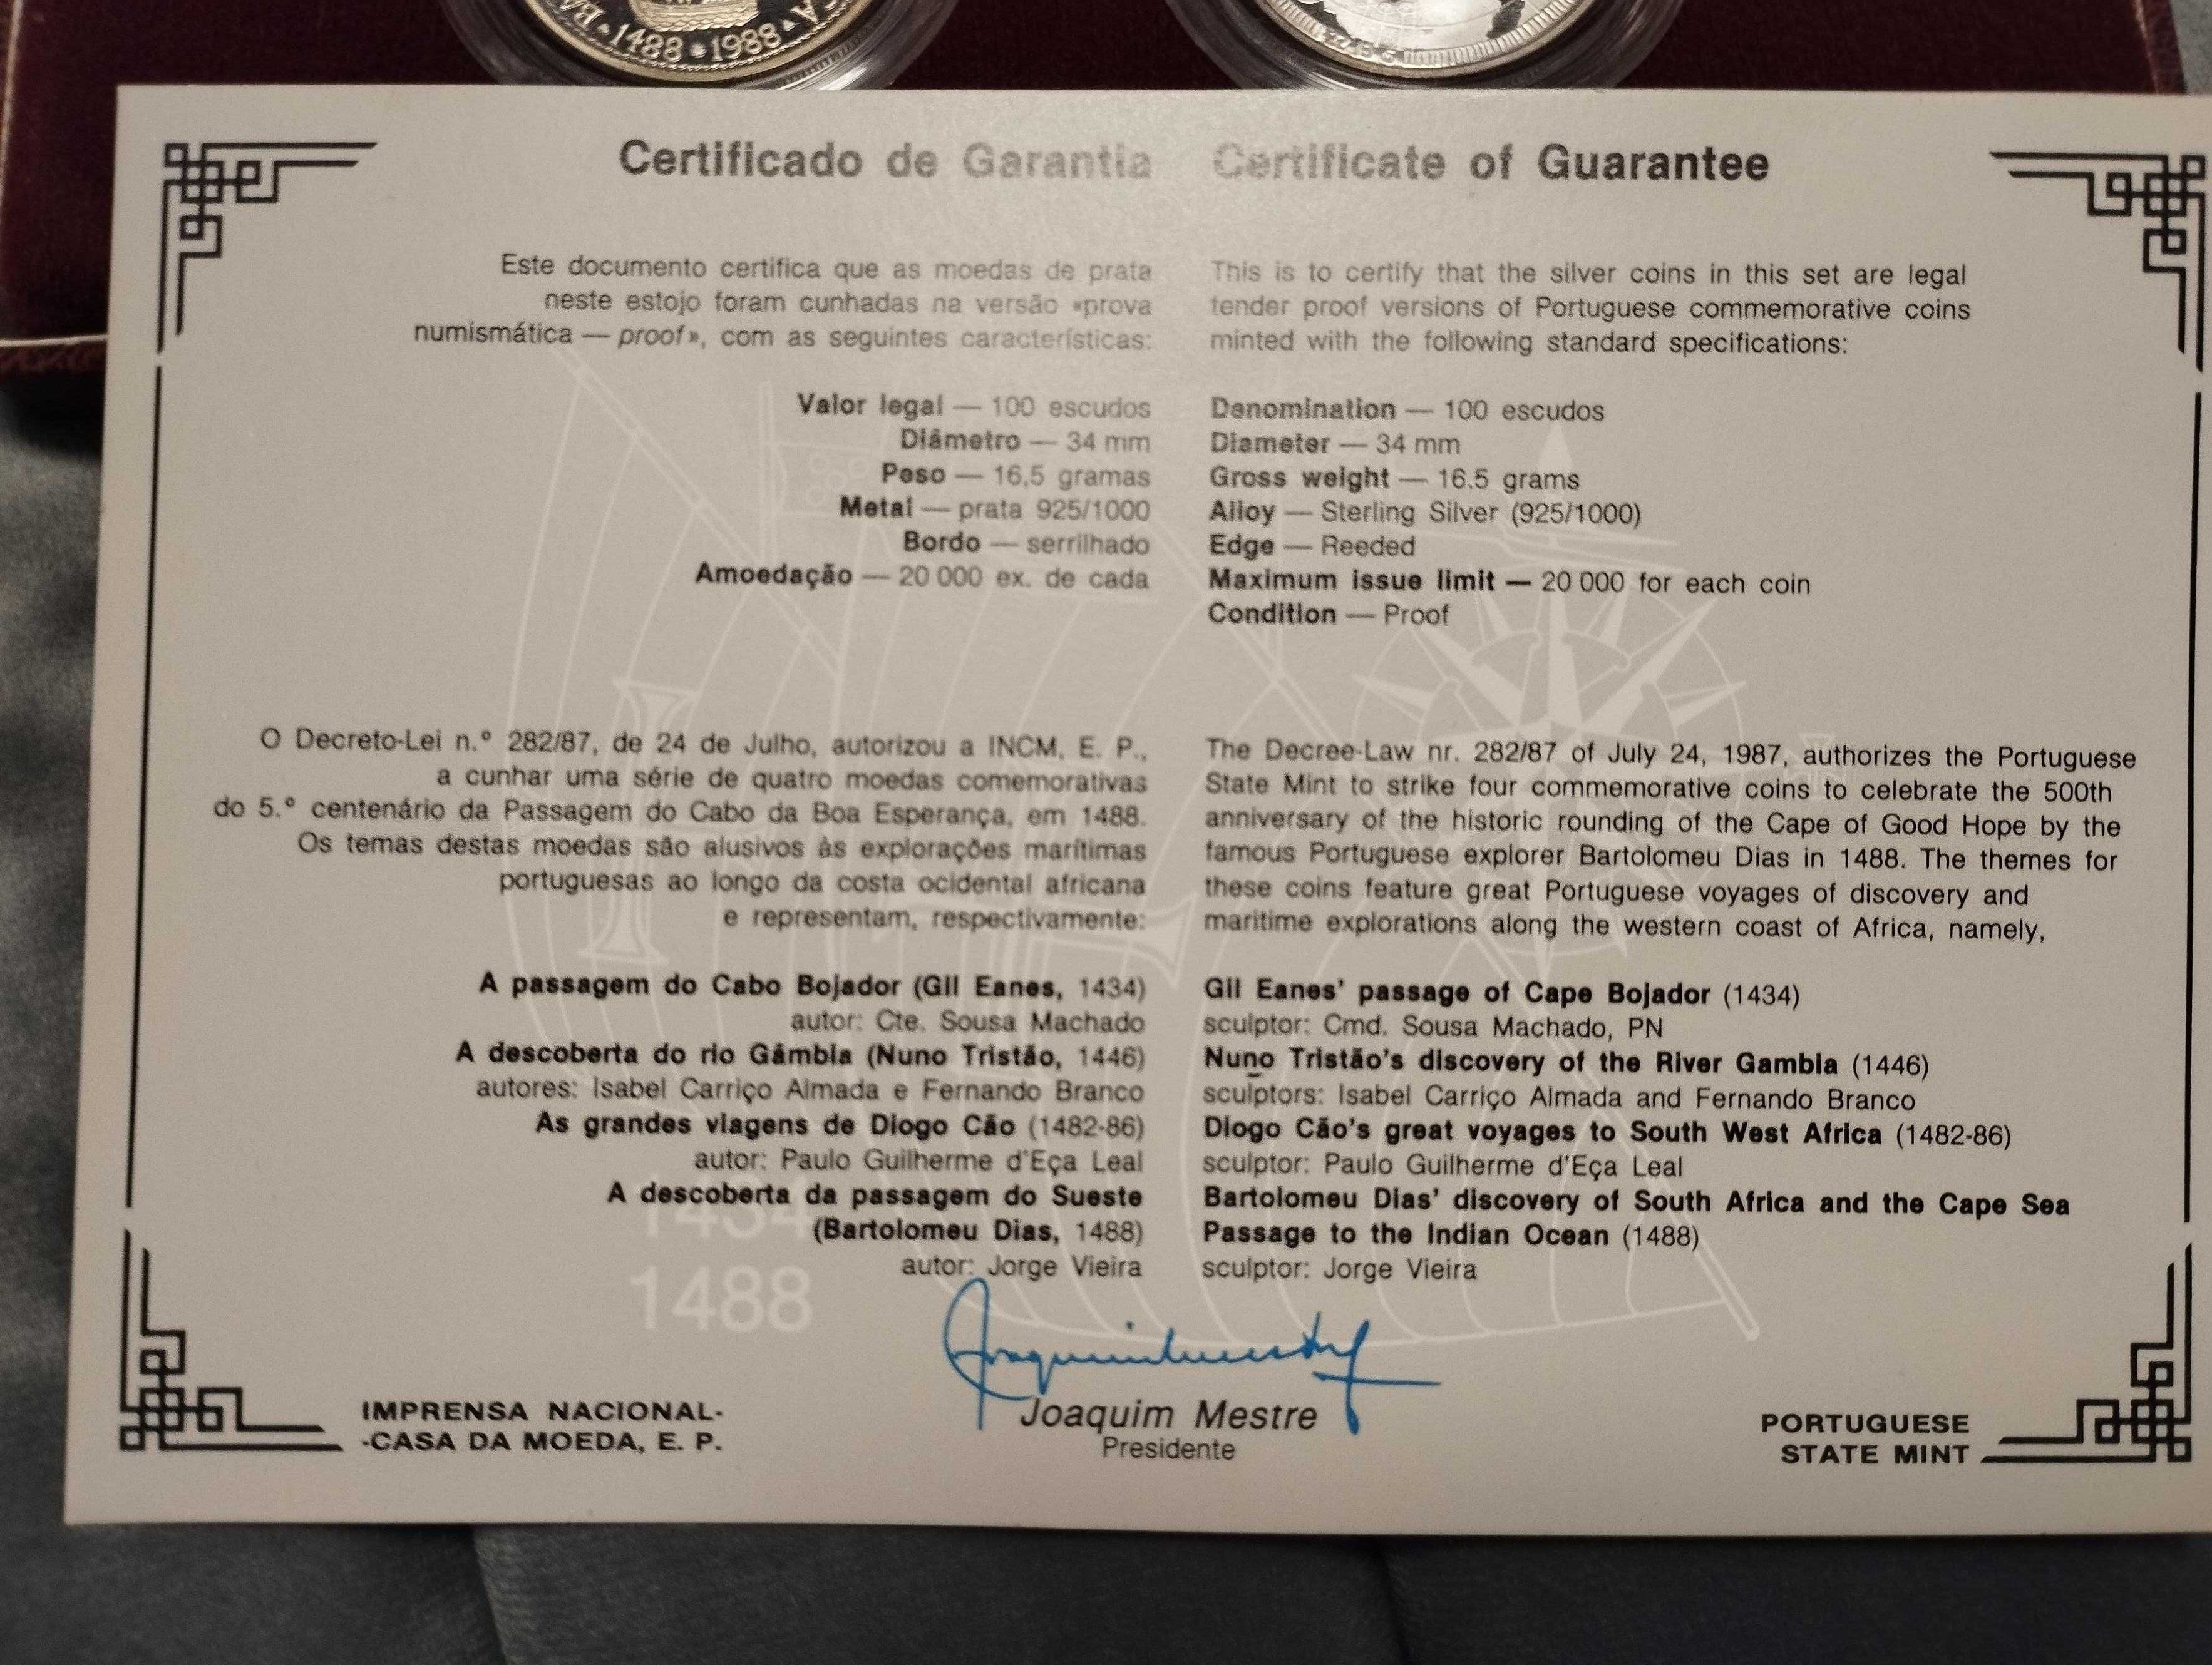 1488 1988
Certificado de Garantia
Este documento certifica que as moedas de prata
neste estojo foram cunhadas na versão «prova
numismática — proof», com as seguintes características:
Valor legal — 100 escudos
Diâmetro — 34 mm
Peso — 16,5 gramas
Metal — prata 925/1000
Bordo — serrilhado
Amoedação — 20 000 ex. de cada
O Decreto-Lei n.º 282/87, de 24 de Julho, autorizou a INCM, E. P.,
a cunhar uma série de quatro moedas comemorativas
do 5.º centenário da Passagem do Cabo da Boa Esperança, em 1488.
Os temas destas moedas são alusivos às explorações marítimas
portuguesas ao longo da costa ocidental africana
e representam, respectivamente:
A passagem do Cabo Bojador (Gil Eanes, 1434)
autor: Cte. Sousa Machado
A descoberta do rio Gâmbia (Nuno Tristão, 1446)
autores: Isabel Carriço Almada e Fernando Branco
As grandes viagens de Diogo Cão (1482-86)
autor: Paulo Guilherme d'Eça Leal
A descoberta da passagem do Sueste
(Bartolomeu Dias, 1488)
autor: Jorge Vieira
Certificate of Guarantee
This is to certify that the silver coins in this set are legal
tender proof versions of Portuguese commemorative coins
minted with the following standard specifications:
Denomination — 100 escudos
Diameter — 34 mm
Gross weight — 16.5 grams
Alloy — Sterling Silver (925/1000)
Edge — Reeded
Maximum issue limit — 20 000 for each coin
Condition — Proof
The Decree-Law nr. 282/87 of July 24, 1987, authorizes the Portuguese
State Mint to strike four commemorative coins to celebrate the 500th
anniversary of the historic rounding of the Cape of Good Hope by the
famous Portuguese explorer Bartolomeu Dias in 1488. The themes for
these coins feature great Portuguese voyages of discovery and
maritime explorations along the western coast of Africa, namely,
Gil Eanes' passage of Cape Bojador (1434)
sculptor: Cmd. Sousa Machado, PN
Nuno Tristão's discovery of the River Gambia (1446)
sculptors: Isabel Carriço Almada and Fernando Branco
Diogo Cão's great voyages to South West Africa (1482-86)
sculptor: Paulo Guilherme d'Eça Leal
Bartolomeu Dias' discovery of South Africa and the Cape Sea
Passage to the Indian Ocean (1488)
sculptor: Jorge Vieira
1434
1488
Joaquim Mestre
Presidente
IMPRENSA NACIONAL-
-CASA DA MOEDA, E. P.
PORTUGUESE
STATE MINT